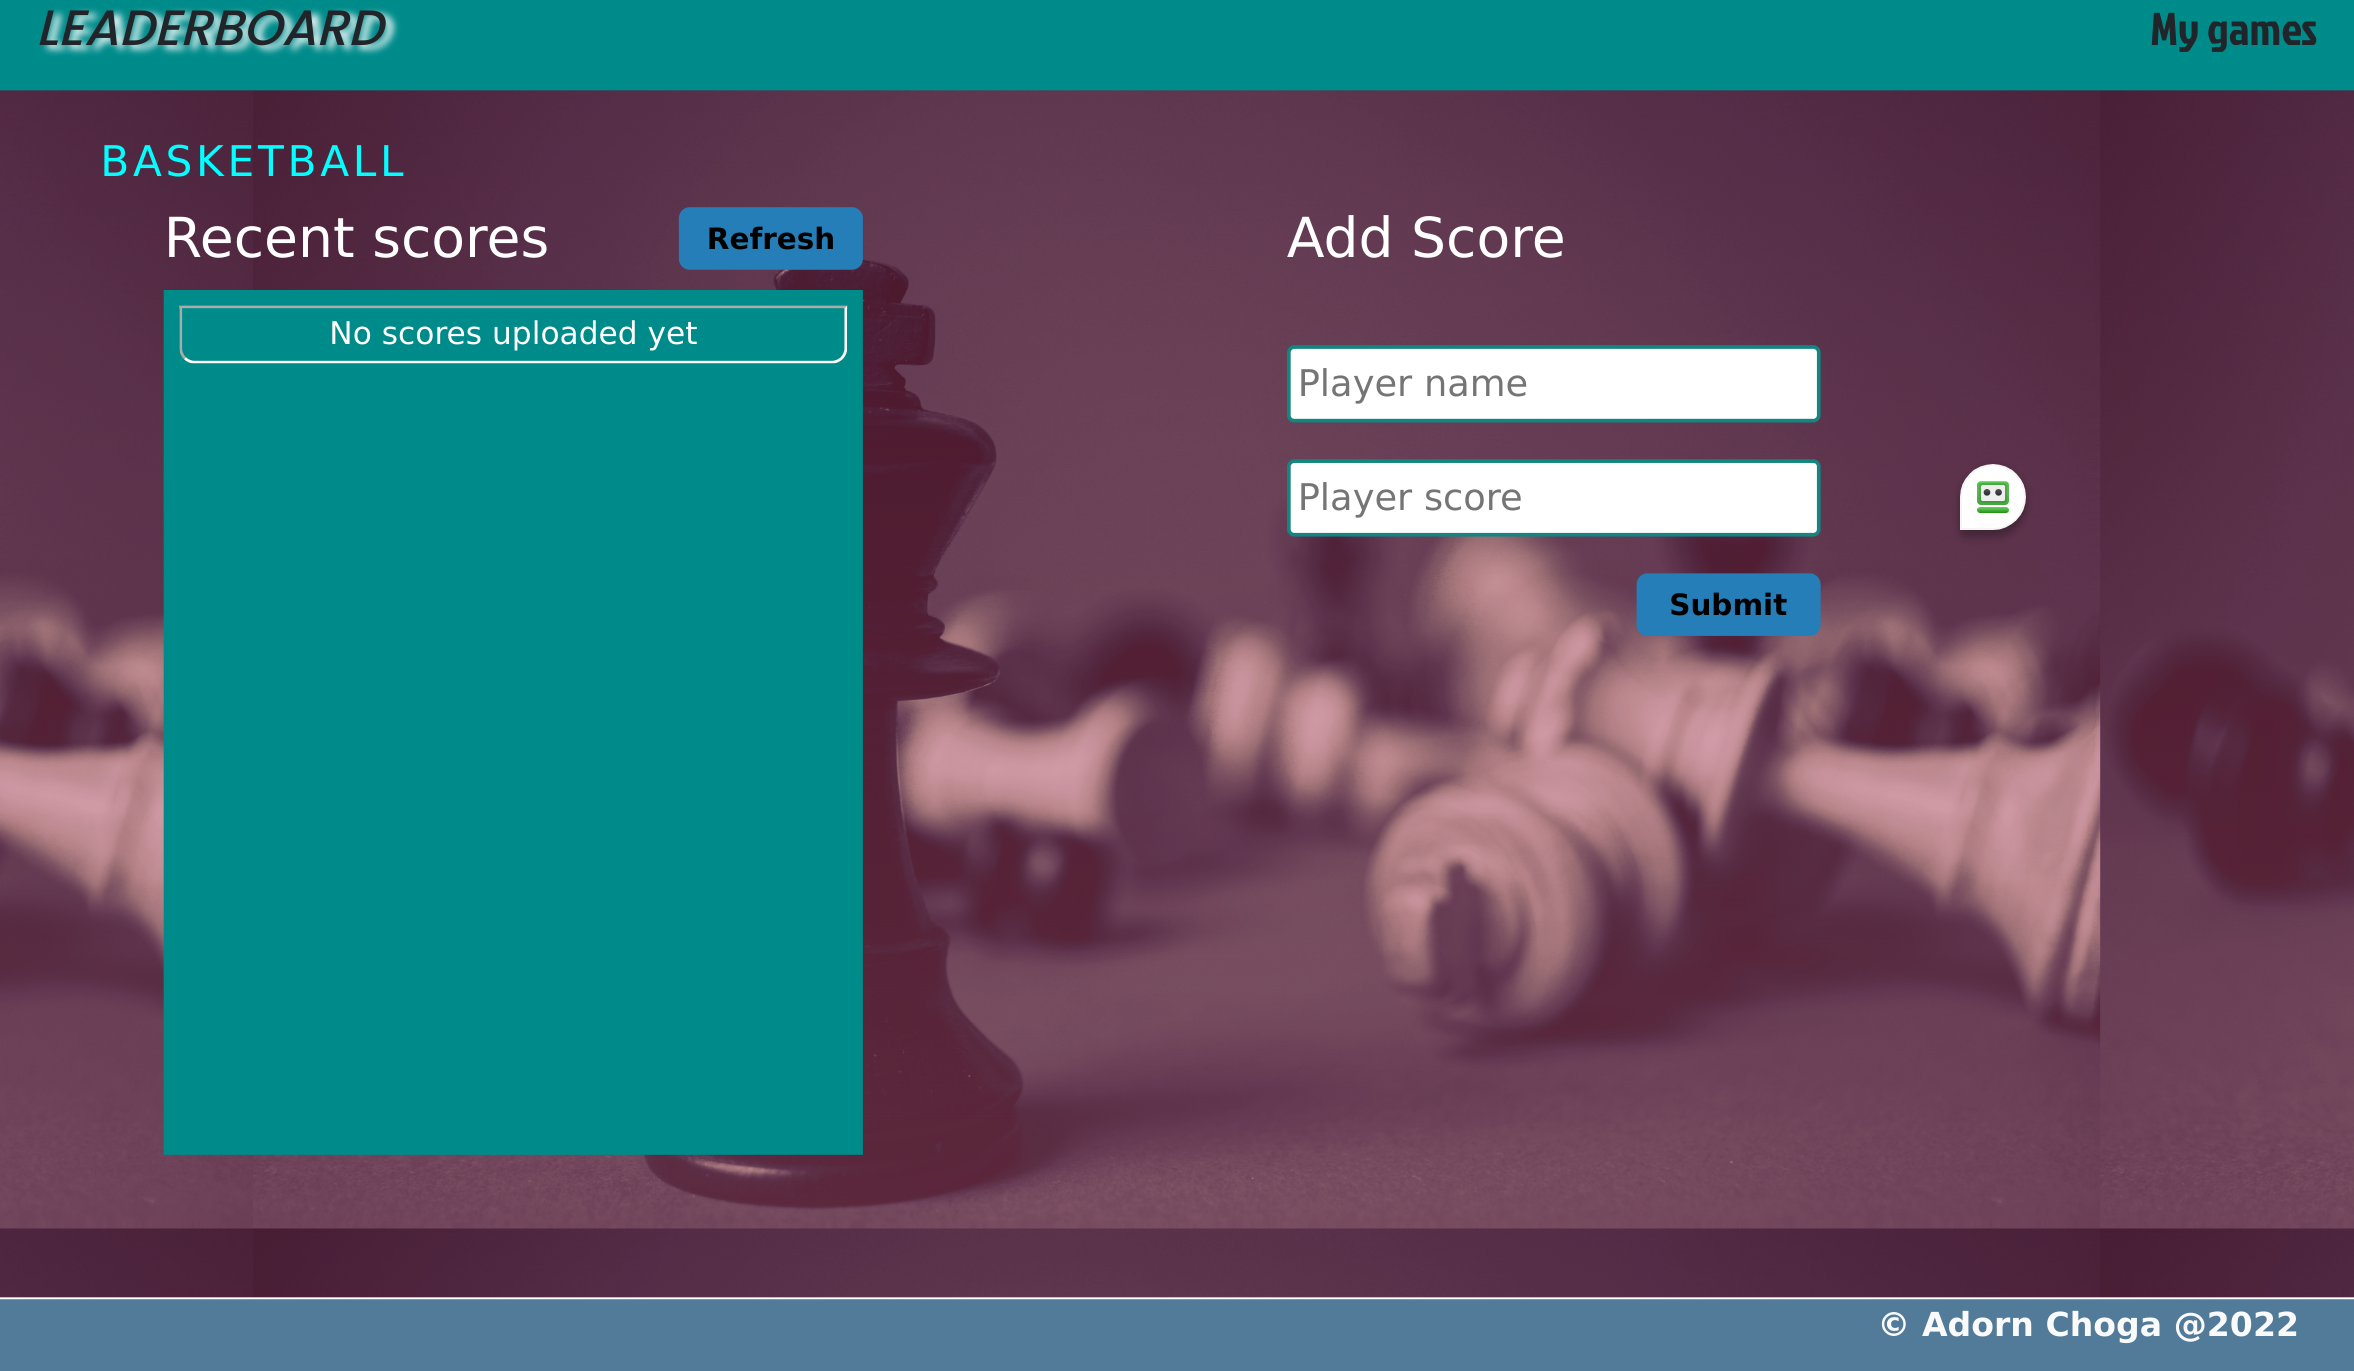 LEADERBOARD
My games
BASKETBALL
Recent scores
Refresh
No scores uploaded yet
Add Score
Player name
Player score
Submit
© Adorn Choga @2022